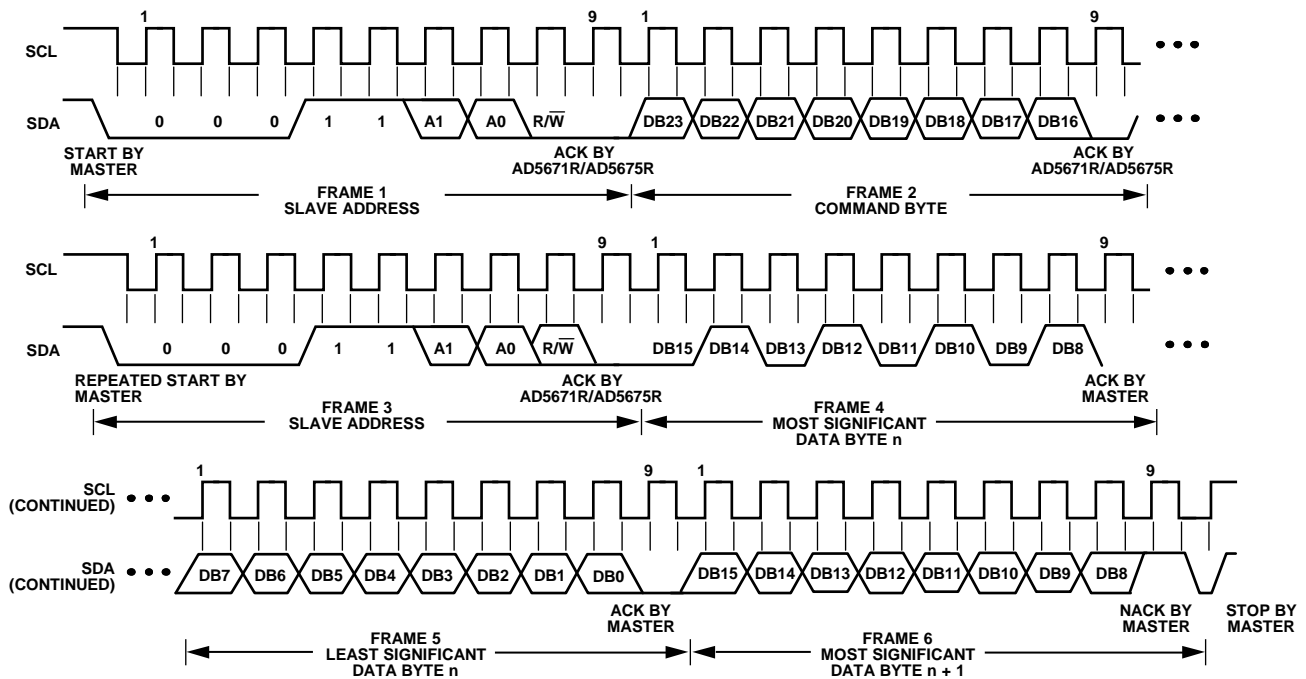 1 9 1 9
SCL
SDA 0 0 0 1 1 A1 A0 R/W̅ DB23 DB22 DB21 DB20 DB19 DB18 DB17 DB16
START BY
MASTER
ACK BY
AD5671R/AD5675R
ACK BY
AD5671R/AD5675R
FRAME 1
SLAVE ADDRESS
FRAME 2
COMMAND BYTE
1 9 1 9
SCL
SDA 0 0 0 1 1 A1 A0 R/W̅ DB15 DB14 DB13 DB12 DB11 DB10 DB9 DB8
REPEATED START BY
MASTER
ACK BY
AD5671R/AD5675R
ACK BY
MASTER
FRAME 3
SLAVE ADDRESS
FRAME 4
MOST SIGNIFICANT
DATA BYTE n
1 9 1 9
SCL
(CONTINUED)
SDA
(CONTINUED)
DB7 DB6 DB5 DB4 DB3 DB2 DB1 DB0 DB15 DB14 DB13 DB12 DB11 DB10 DB9 DB8
ACK BY
MASTER
NACK BY
MASTER
STOP BY
MASTER
FRAME 5
LEAST SIGNIFICANT
DATA BYTE n
FRAME 6
MOST SIGNIFICANT
DATA BYTE n + 1